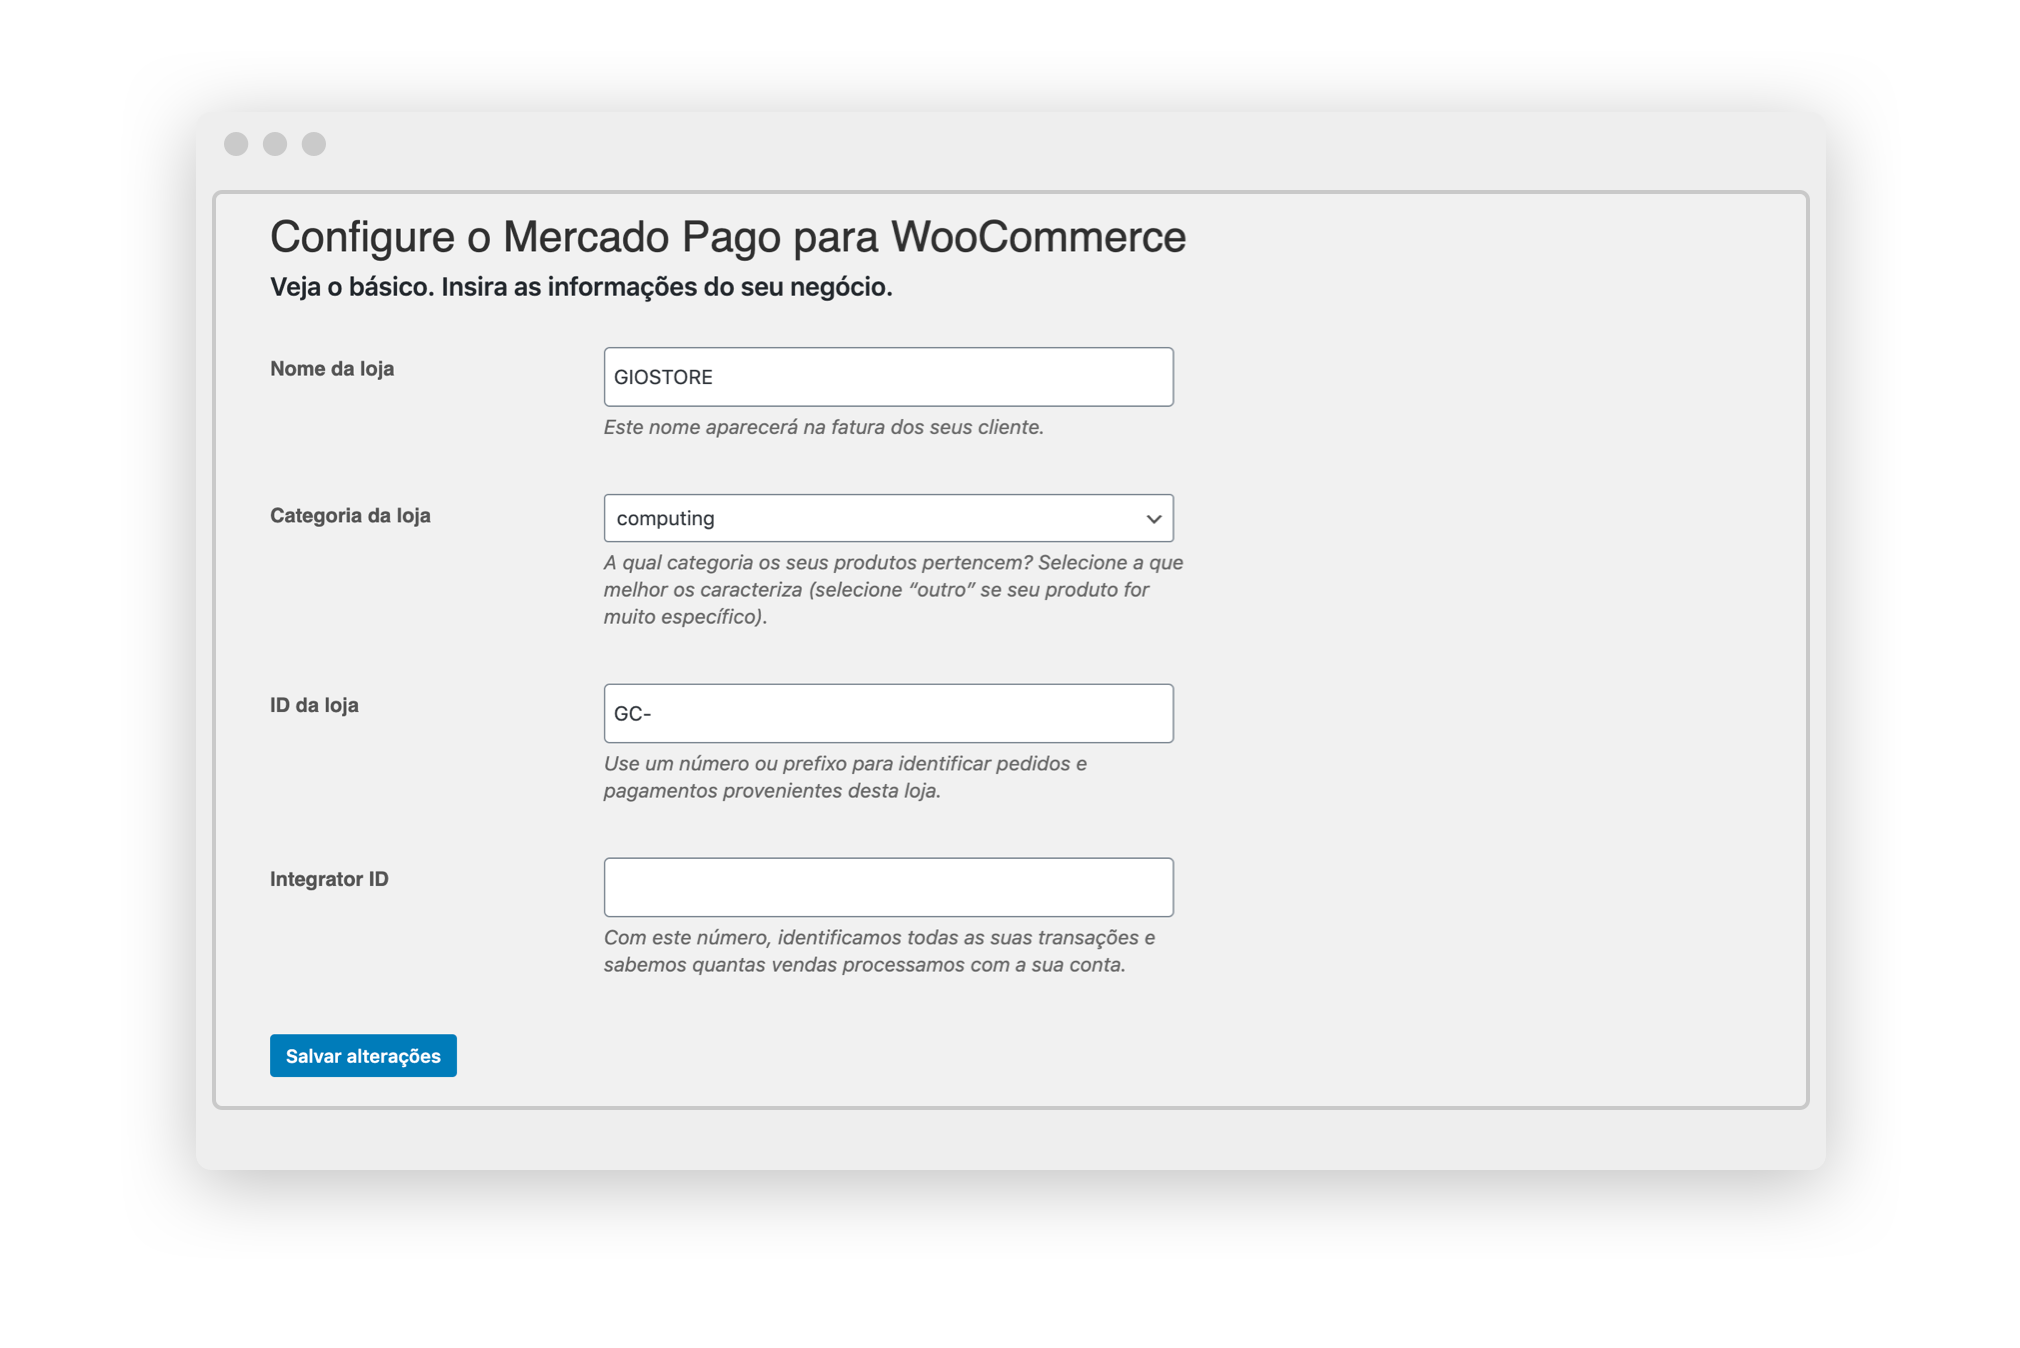 Configure o Mercado Pago para WooCommerce
Veja o básico. Insira as informações do seu negócio.
Nome da loja
GIOSTORE
Este nome aparecerá na fatura dos seus cliente.
Categoria da loja
computing
A qual categoria os seus produtos pertencem? Selecione a que
melhor os caracteriza (selecione “outro” se seu produto for
muito específico).
ID da loja
GC-
Use um número ou prefixo para identificar pedidos e
pagamentos provenientes desta loja.
Integrator ID
Com este número, identificamos todas as suas transações e
sabemos quantas vendas processamos com a sua conta.
Salvar alterações